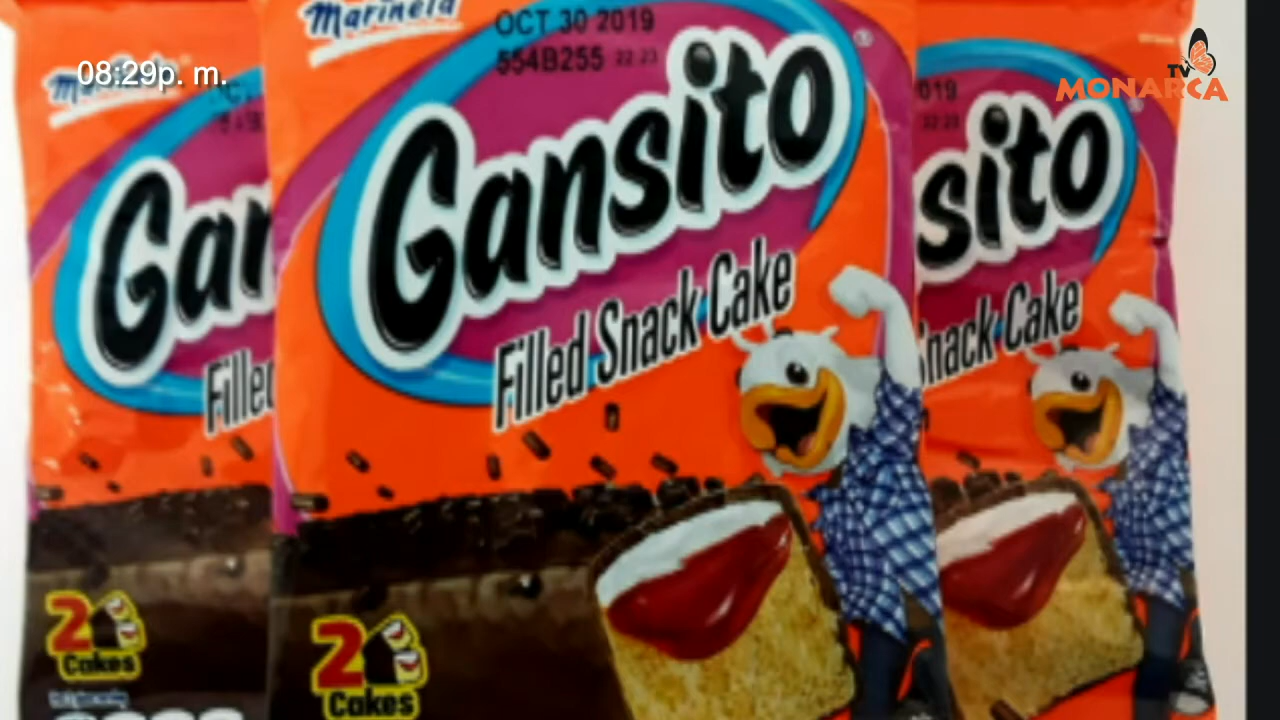 08:29p. m.
TV
MONARCA
Marinela
OCT 30 2019
554B255 22 23
Gansito
Filled Snack Cake
2
Cakes
Marinela
Gan
Filled
2
Cakes
019
22 23
sito
Snack Cake